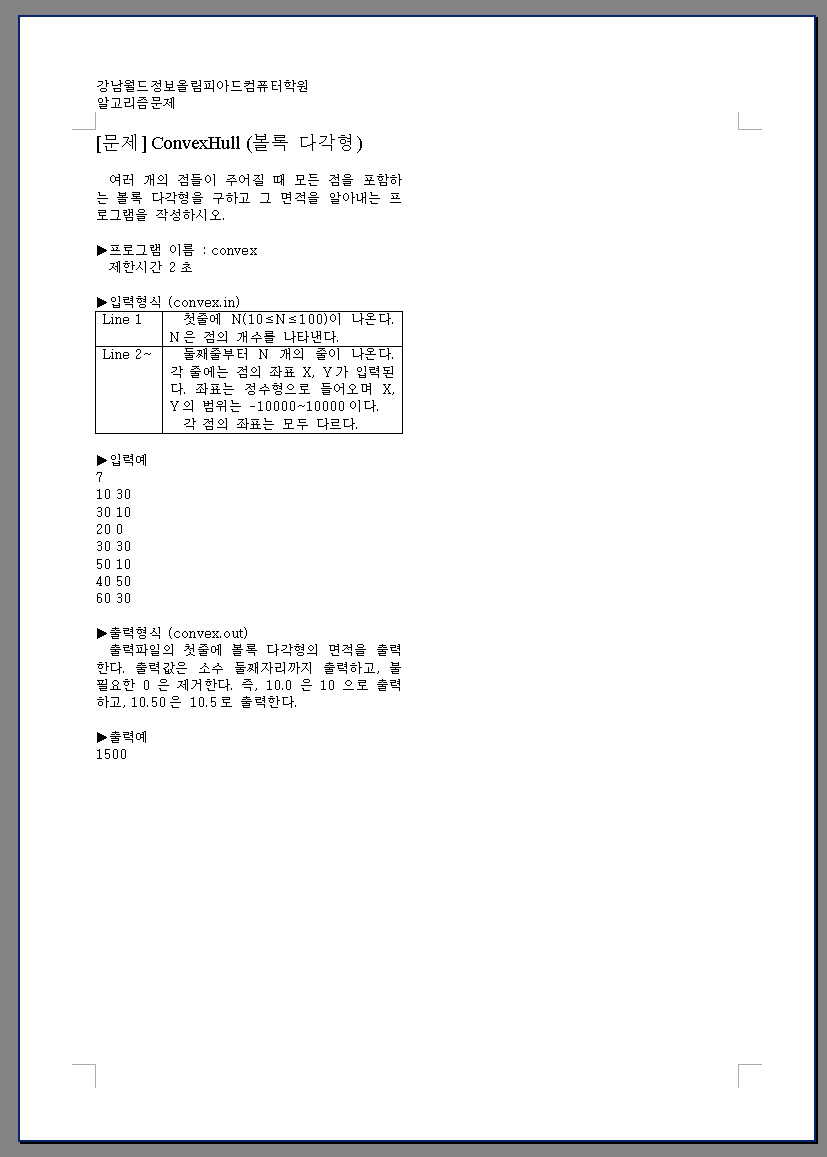 강남월드정보올림피아드컴퓨터학원
알고리즘문제
[문제] ConvexHull (볼록 다각형)
여러 개의 점들이 주어질 때 모든 점을 포함하
는 볼록 다각형을 구하고 그 면적을 알아내는 프
로그램을 작성하시오.
▶프로그램 이름 : convex
제한시간 2초
▶입력형식 (convex.in)
Line 1
첫줄에 N(10≤N≤100)이 나온다.
N은 점의 개수를 나타낸다.
Line 2~
둘째줄부터 N 개의 줄이 나온다.
각 줄에는 점의 좌표 X, Y가 입력된
다. 좌표는 정수형으로 들어오며 X,
Y의 범위는 -10000~10000이다.
각 점의 좌표는 모두 다르다.
▶입력예
7
10 30
30 10
20 0
30 30
50 10
40 50
60 30
▶출력형식 (convex.out)
출력파일의 첫줄에 볼록 다각형의 면적을 출력
한다. 출력값은 소수 둘째자리까지 출력하고, 불
필요한 0 은 제거한다. 즉, 10.0 은 10 으로 출력
하고, 10.50은 10.5로 출력한다.
▶출력예
1500